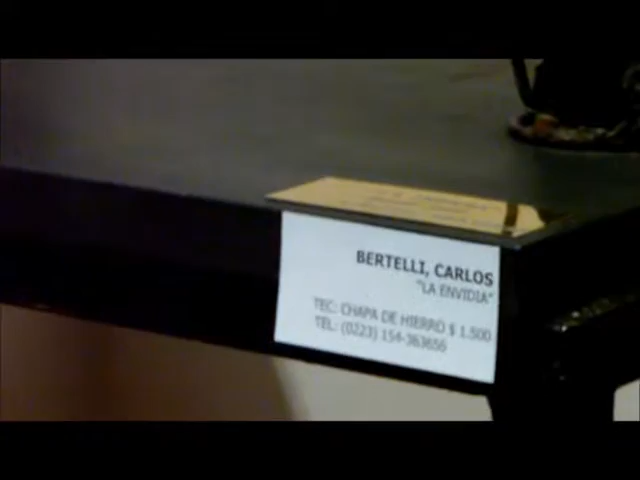 BERTELLI, CARLOS
"LA ENVIDIA"
TEC: CHAPA DE HIERRO $ 1.500
TEL: (0223) 154-363656